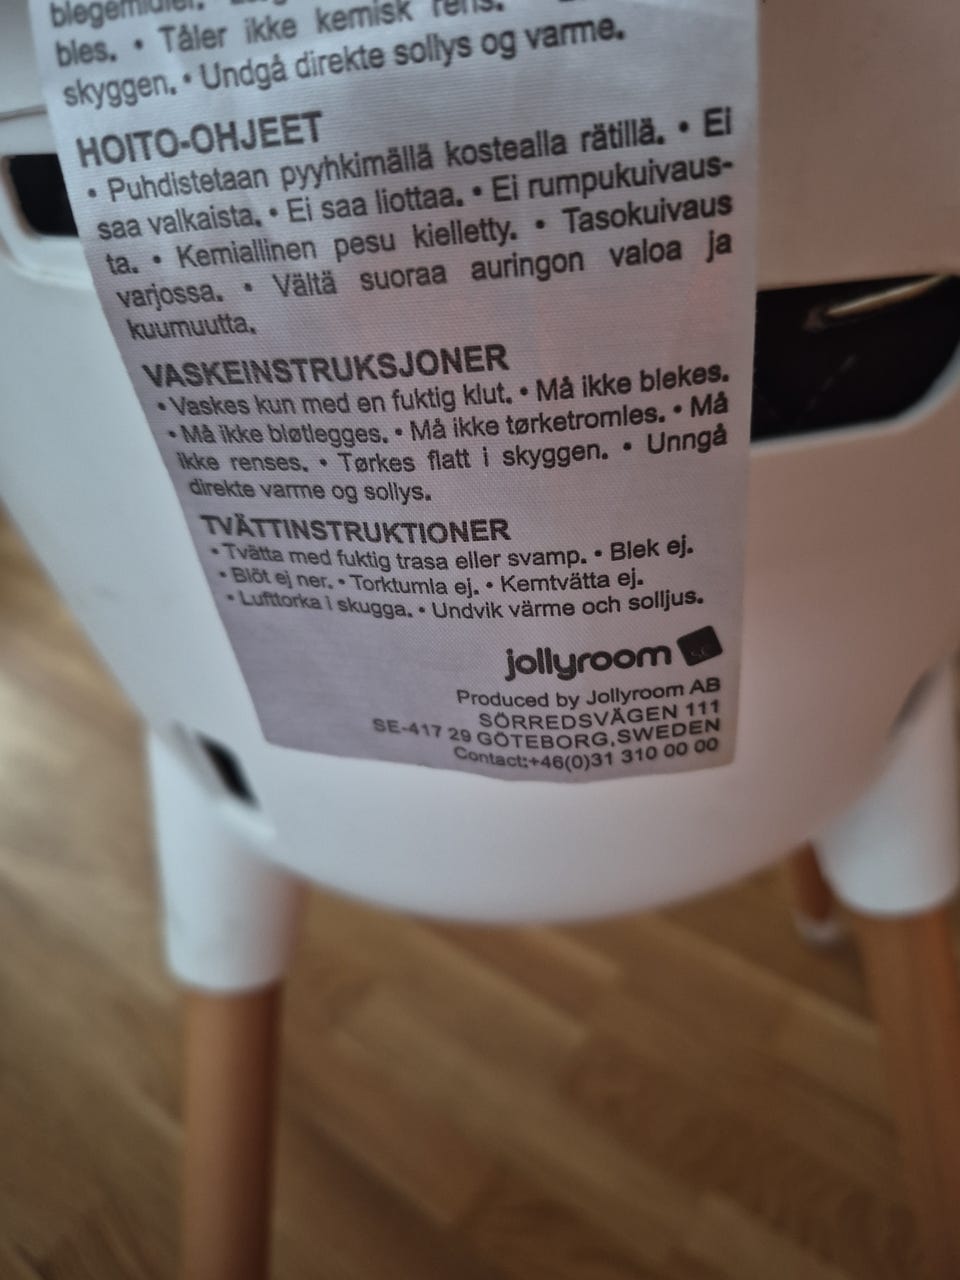 bles. • Tåler ikke kemisk rens.
skyggen. • Undgå direkte sollys og varme.
HOITO-OHJEET
• Puhdistetaan pyyhkimällä kostealla rätillä. • Ei
saa valkaista. • Ei saa liottaa. • Ei rumpukuivaus-
ta. • Kemiallinen pesu kielletty. • Tasokuivaus
varjossa. • Vältä suoraa auringon valoa ja
kuumuutta.
VASKEINSTRUKSJONER
• Vaskes kun med en fuktig klut. • Må ikke blekes.
• Må ikke bløtlegges. • Må ikke tørketromles. • Må
ikke renses. • Tørkes flatt i skyggen. • Unngå
direkte varme og sollys.
TVÄTTINSTRUKTIONER
• Tvätta med fuktig trasa eller svamp. • Blek ej.
• Blöt ej ner. • Torktumla ej. • Kemtvätta ej.
• Lufttorka i skugga. • Undvik värme och solljus.
jollyroom
Produced by Jollyroom AB
SÖRREDSVÄGEN 111
SE-417 29 GÖTEBORG,SWEDEN
Contact:+46(0)31 310 00 00